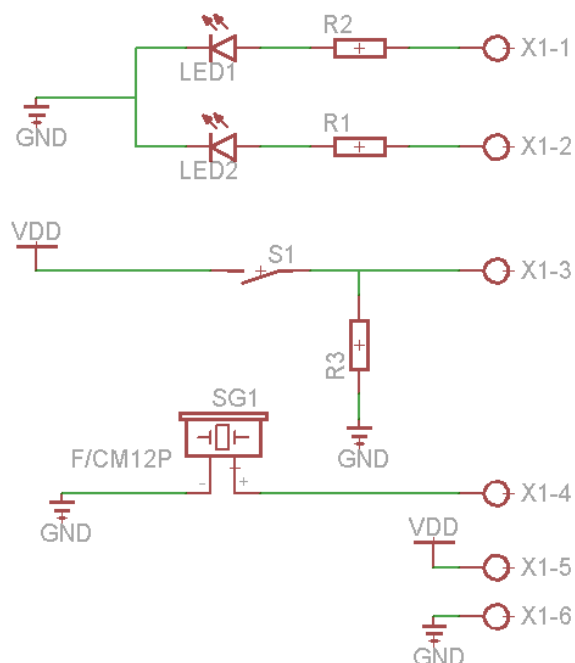 R2
LED1
X1-1
GND
R1
LED2
X1-2
VDD
S1
X1-3
R3
GND
SG1
F/CM12P
- +
X1-4
GND
VDD
X1-5
X1-6
GND